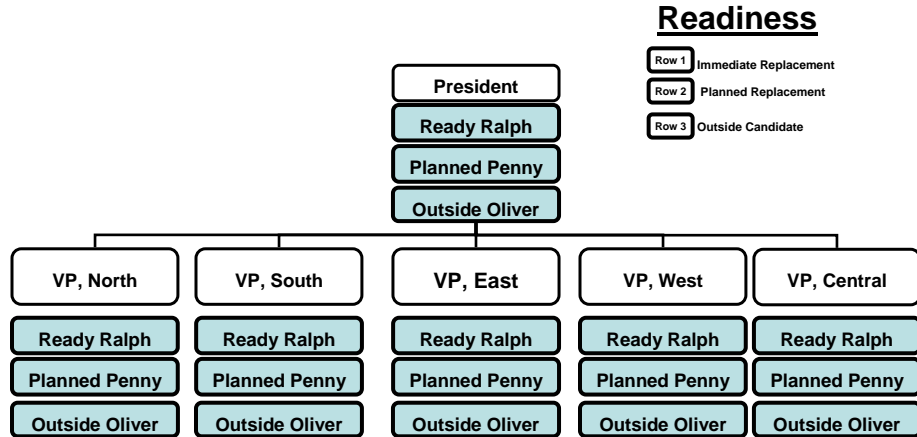 Readiness
Row 1 Immediate Replacement
Row 2 Planned Replacement
Row 3 Outside Candidate
President
Ready Ralph
Planned Penny
Outside Oliver
VP, North VP, South VP, East VP, West VP, Central
Ready Ralph Ready Ralph Ready Ralph Ready Ralph Ready Ralph
Planned Penny Planned Penny Planned Penny Planned Penny Planned Penny
Outside Oliver Outside Oliver Outside Oliver Outside Oliver Outside Oliver